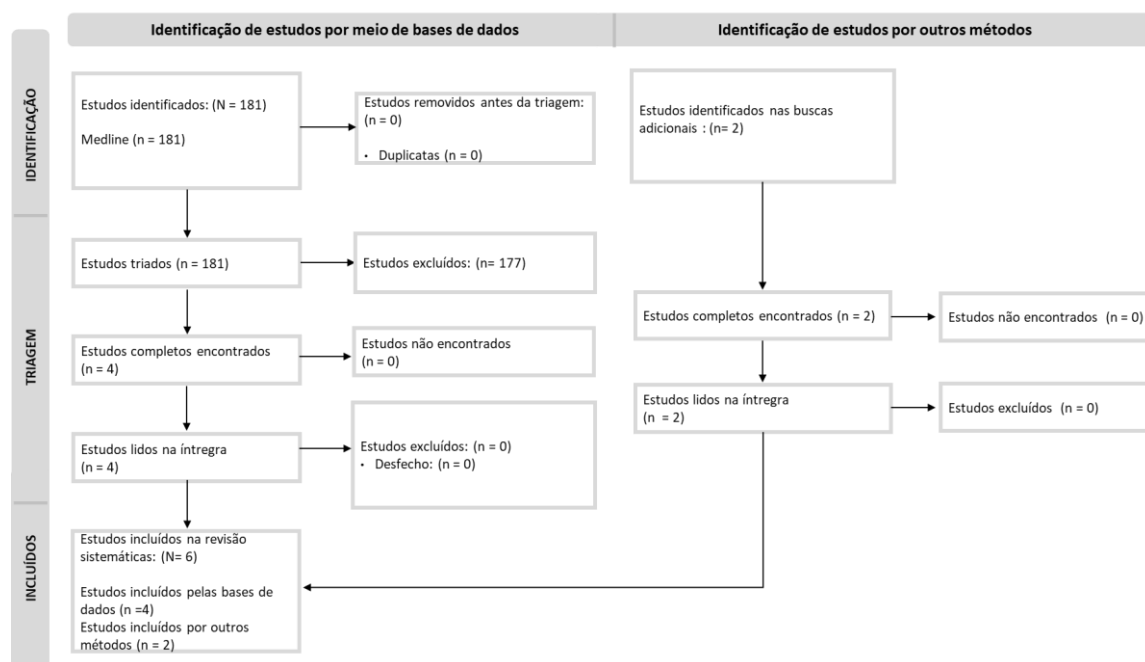 Identificação de estudos por meio de bases de dados
Identificação de estudos por outros métodos
IDENTIFICAÇÃO
Estudos identificados: (N = 181)
Medline (n = 181)
Estudos removidos antes da triagem:
(n = 0)
• Duplicatas (n = 0)
Estudos identificados nas buscas
adicionais : (n= 2)
TRIAGEM
Estudos triados (n = 181)
Estudos excluídos: (n= 177)
Estudos completos encontrados
(n = 4)
Estudos não encontrados
(n = 0)
Estudos completos encontrados (n = 2)
Estudos não encontrados (n = 0)
Estudos lidos na íntregra
(n = 4)
Estudos excluídos: (n = 0)
• Desfecho: (n = 0)
Estudos lidos na íntregra
(n = 2)
Estudos excluídos (n = 0)
INCLUÍDOS
Estudos incluídos na revisão
sistemáticas: (N= 6)
Estudos incluídos pelas bases de
dados (n =4)
Estudos incluídos por outros
métodos (n = 2)